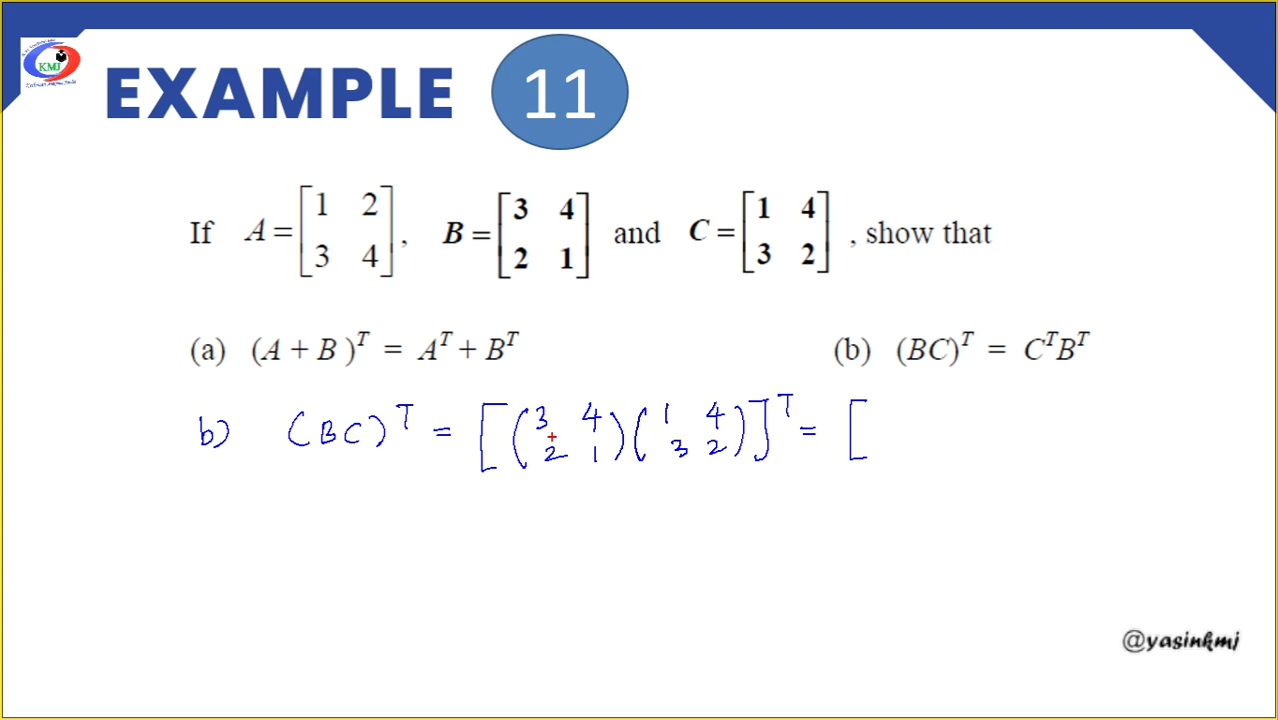 KMJ
EXAMPLE 11
If A = [1 2; 3 4], B = [3 4; 2 1] and C = [1 4; 3 2], show that
(a) (A + B)^T = A^T + B^T (b) (BC)^T = C^T B^T
b) (BC)^T = [(3 4; 2 1)(1 4; 3 2)]^T = [
@yasinkmj